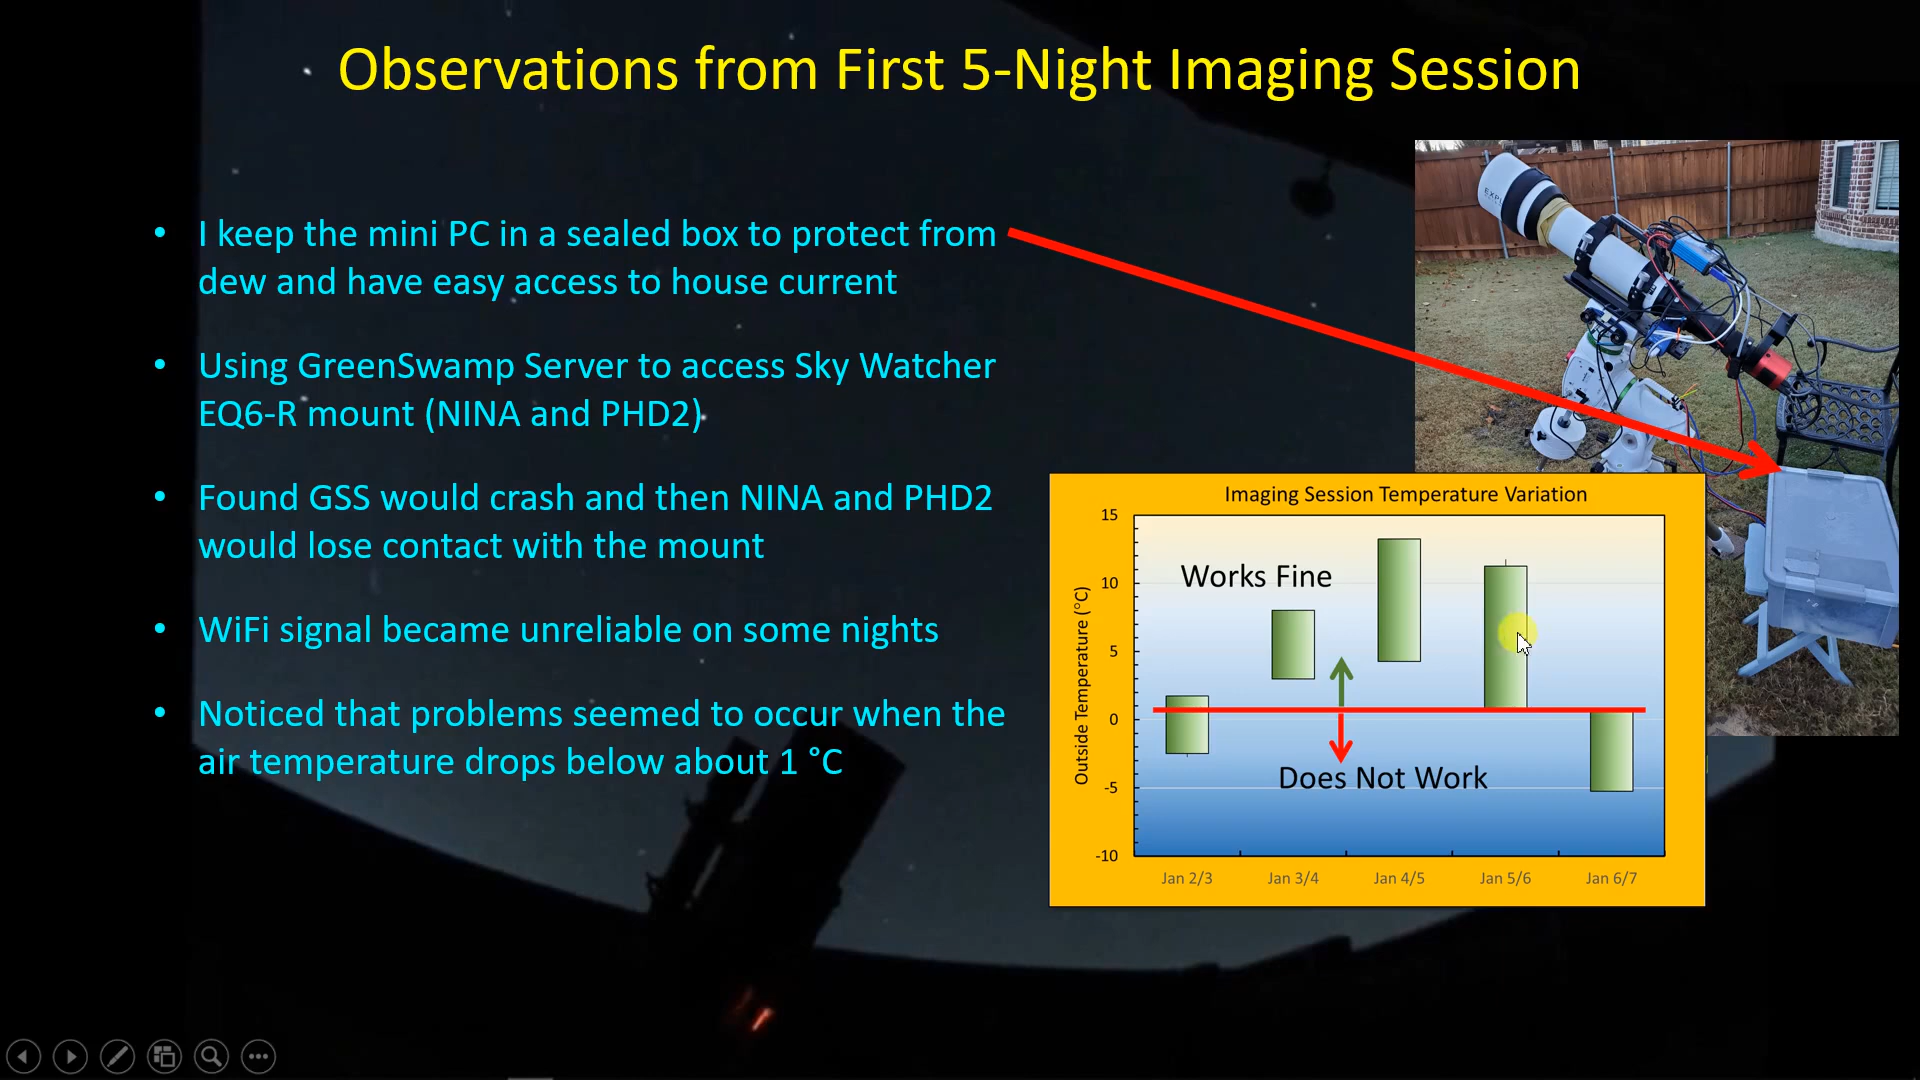 Observations from First 5-Night Imaging Session
• I keep the mini PC in a sealed box to protect from
dew and have easy access to house current
• Using GreenSwamp Server to access Sky Watcher
EQ6-R mount (NINA and PHD2)
• Found GSS would crash and then NINA and PHD2
would lose contact with the mount
• WiFi signal became unreliable on some nights
• Noticed that problems seemed to occur when the
air temperature drops below about 1 °C
Imaging Session Temperature Variation
Outside Temperature (°C)
15
10
5
0
-5
-10
Works Fine
Does Not Work
Jan 2/3 Jan 3/4 Jan 4/5 Jan 5/6 Jan 6/7